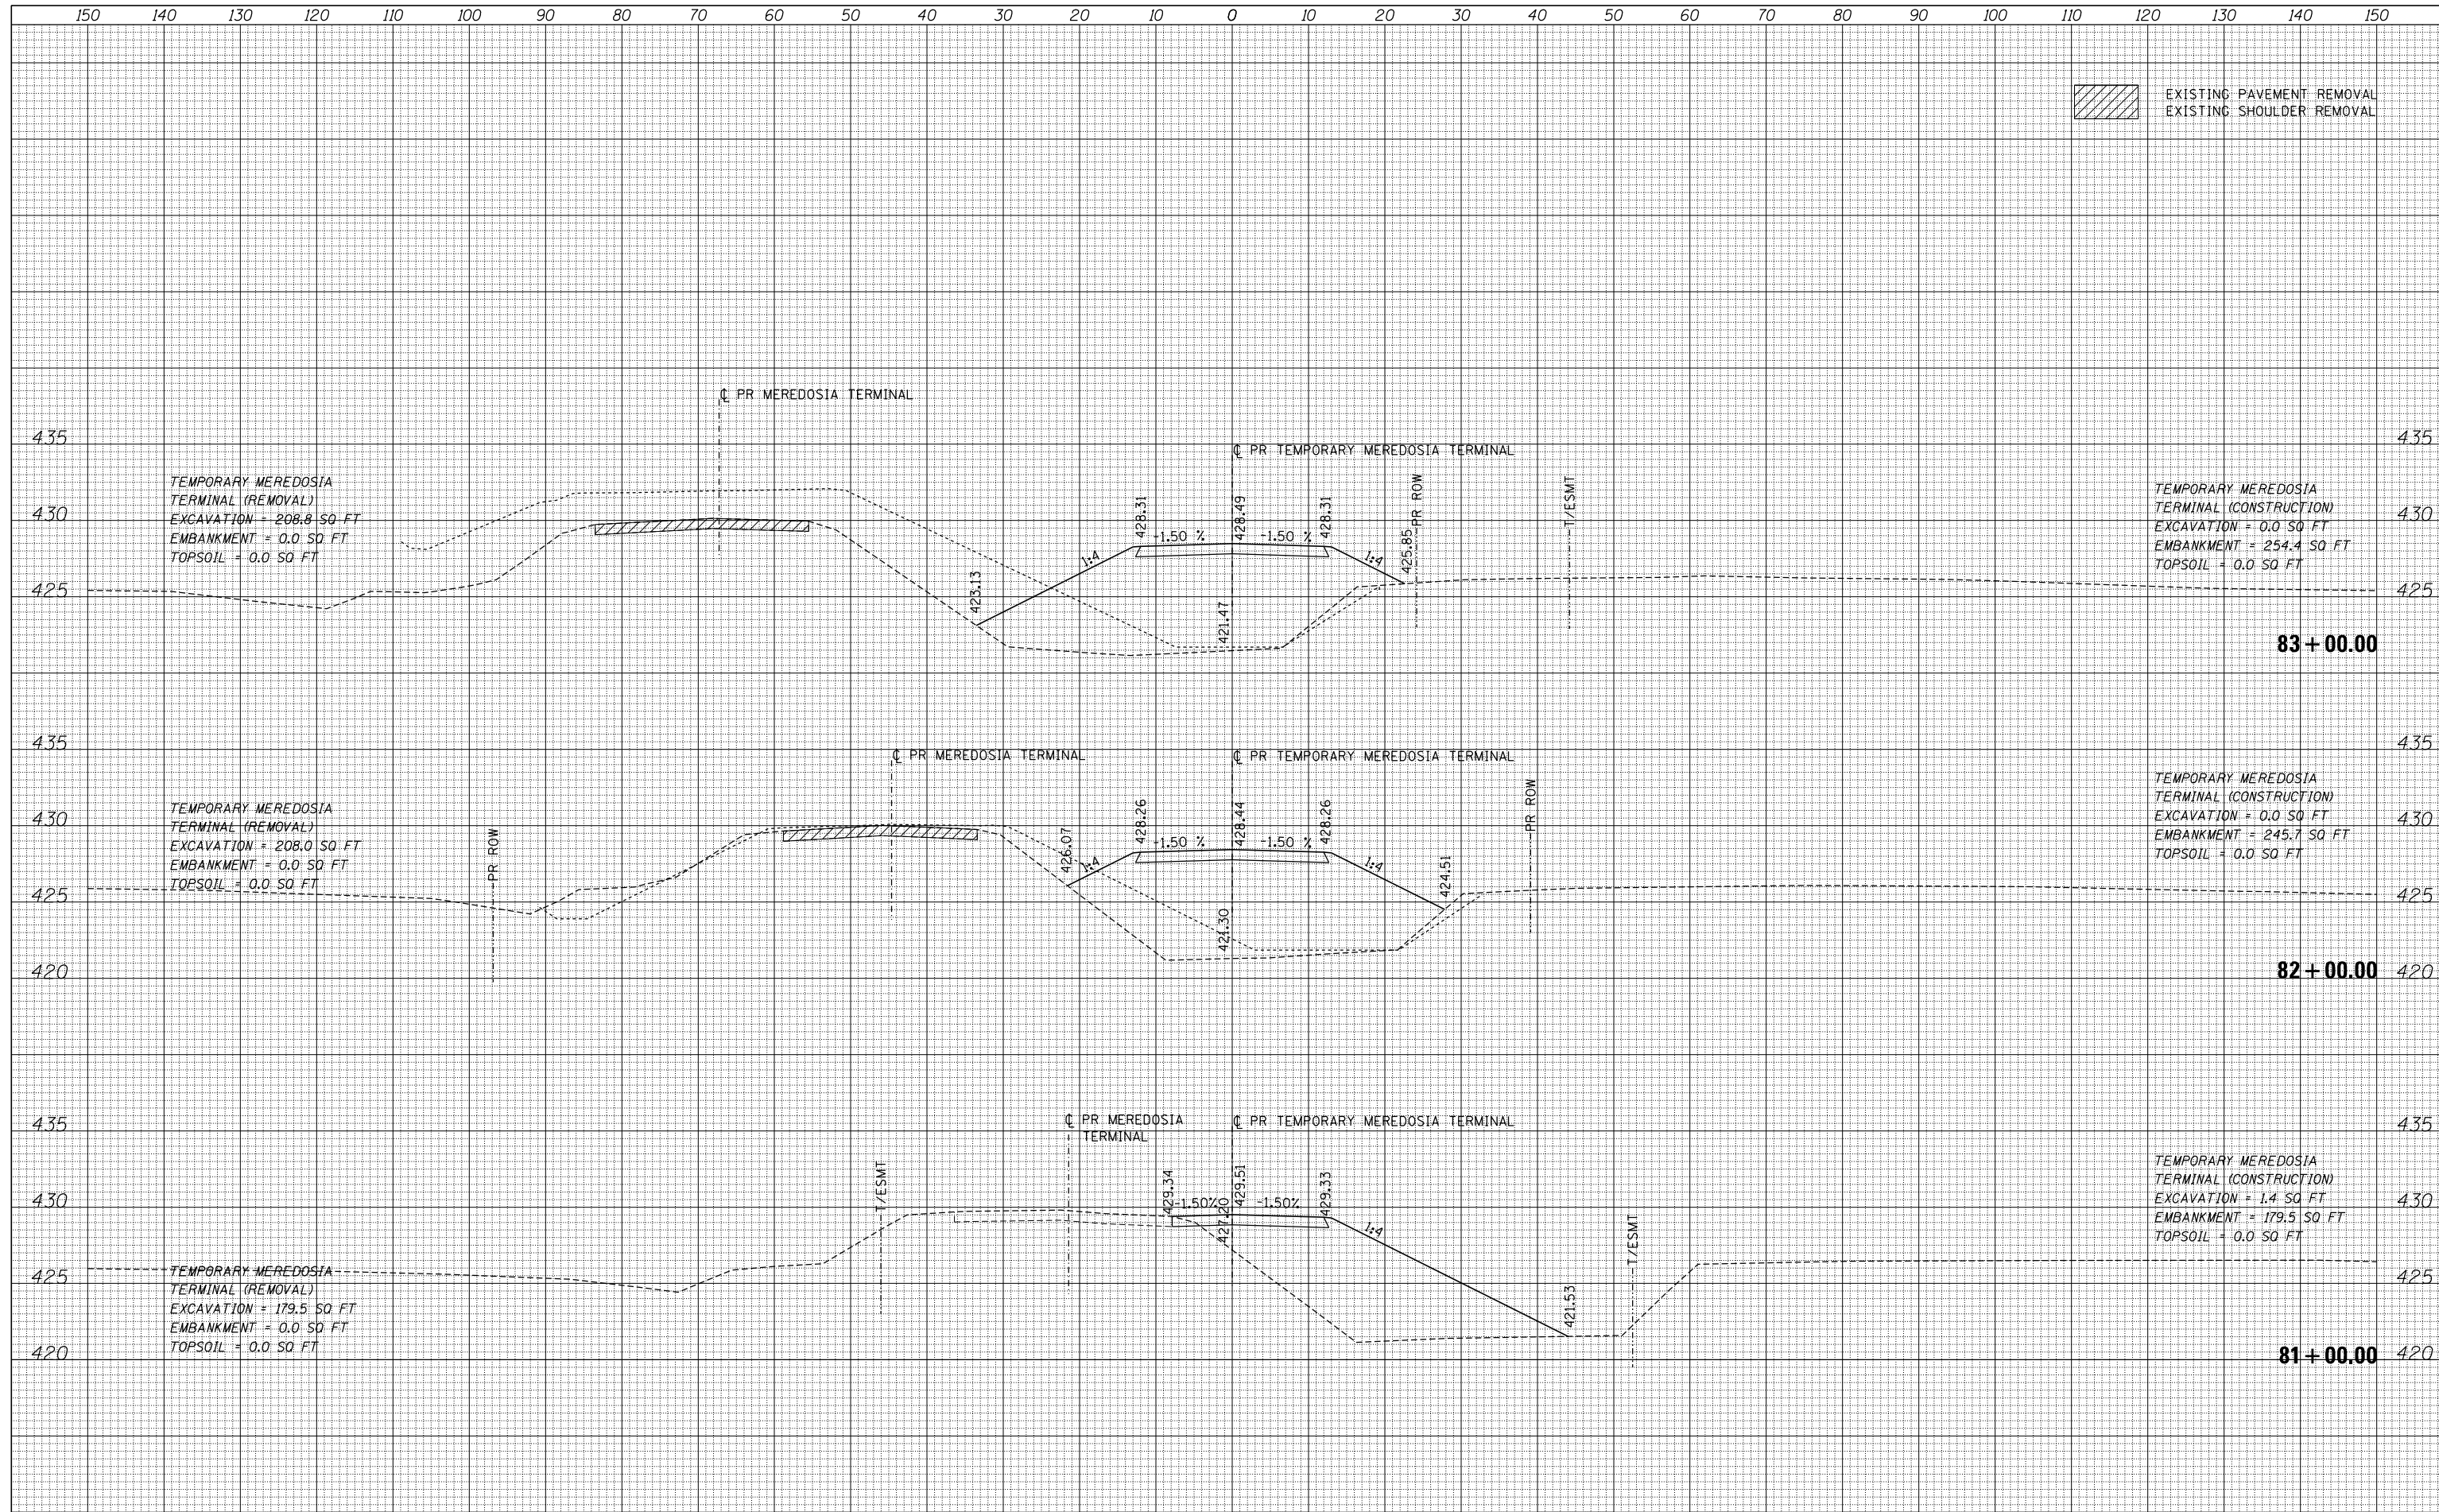 150 140 130 120 110 100 90 80 70 60 50 40 30 20 10 0 10 20 30 40 50 60 70 80 90 100 110 120 130 140 150
EXISTING PAVEMENT REMOVAL
EXISTING SHOULDER REMOVAL
℄ PR MEREDOSIA TERMINAL
435
435
℄ PR TEMPORARY MEREDOSIA TERMINAL
TEMPORARY MEREDOSIA
TERMINAL (REMOVAL)
EXCAVATION = 208.8 SQ FT
EMBANKMENT = 0.0 SQ FT
TOPSOIL = 0.0 SQ FT
430
430
425
425
423.13
1:4
428.31
-1.50 %
428.49
421.47
-1.50 %
428.31
1:4
425.85
PR ROW
T/ESMT
TEMPORARY MEREDOSIA
TERMINAL (CONSTRUCTION)
EXCAVATION = 0.0 SQ FT
EMBANKMENT = 254.4 SQ FT
TOPSOIL = 0.0 SQ FT
83+00.00
435
435
℄ PR MEREDOSIA TERMINAL
℄ PR TEMPORARY MEREDOSIA TERMINAL
TEMPORARY MEREDOSIA
TERMINAL (REMOVAL)
EXCAVATION = 208.0 SQ FT
EMBANKMENT = 0.0 SQ FT
TOPSOIL = 0.0 SQ FT
430
430
425
425
420
420
PR ROW
426.07
1:4
428.26
-1.50 %
428.44
421.30
-1.50 %
428.26
1:4
424.51
PR ROW
TEMPORARY MEREDOSIA
TERMINAL (CONSTRUCTION)
EXCAVATION = 0.0 SQ FT
EMBANKMENT = 245.7 SQ FT
TOPSOIL = 0.0 SQ FT
82+00.00
435
435
℄ PR MEREDOSIA
TERMINAL
℄ PR TEMPORARY MEREDOSIA TERMINAL
430
430
425
425
420
420
T/ESMT
429.34
-1.50%
427.20
429.51
-1.50%
429.33
1:4
421.53
T/ESMT
TEMPORARY MEREDOSIA
TERMINAL (CONSTRUCTION)
EXCAVATION = 1.4 SQ FT
EMBANKMENT = 179.5 SQ FT
TOPSOIL = 0.0 SQ FT
TEMPORARY MEREDOSIA
TERMINAL (REMOVAL)
EXCAVATION = 179.5 SQ FT
EMBANKMENT = 0.0 SQ FT
TOPSOIL = 0.0 SQ FT
81+00.00